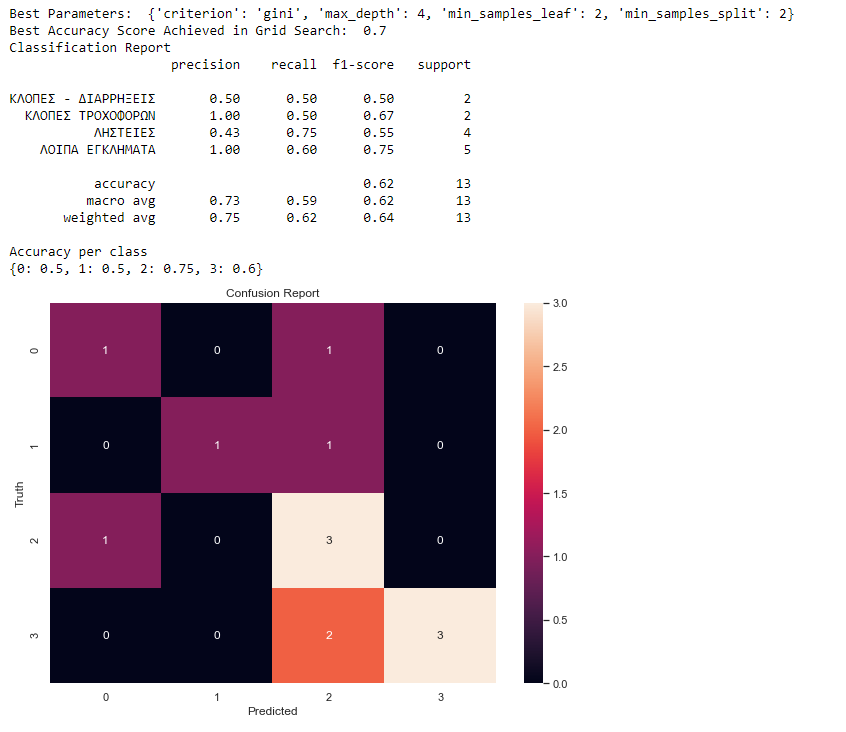 Best Parameters:  {'criterion': 'gini', 'max_depth': 4, 'min_samples_leaf': 2, 'min_samples_split': 2}
Best Accuracy Score Achieved in Grid Search:  0.7
Classification Report
precision recall f1-score support
ΚΛΟΠΕΣ - ΔΙΑΡΡΗΞΕΙΣ 0.50 0.50 0.50 2
ΚΛΟΠΕΣ ΤΡΟΧΟΦΟΡΩΝ 1.00 0.50 0.67 2
ΛΗΣΤΕΙΕΣ 0.43 0.75 0.55 4
ΛΟΙΠΑ ΕΓΚΛΗΜΑΤΑ 1.00 0.60 0.75 5
accuracy 0.62 13
macro avg 0.73 0.59 0.62 13
weighted avg 0.75 0.62 0.64 13
Accuracy per class
{0: 0.5, 1: 0.5, 2: 0.75, 3: 0.6}
Confusion Report
0 1 0 1 0
1 0 1 1 0
2 1 0 3 0
3 0 0 2 3
0 1 2 3
Truth
Predicted
3.0
2.5
2.0
1.5
1.0
0.5
0.0